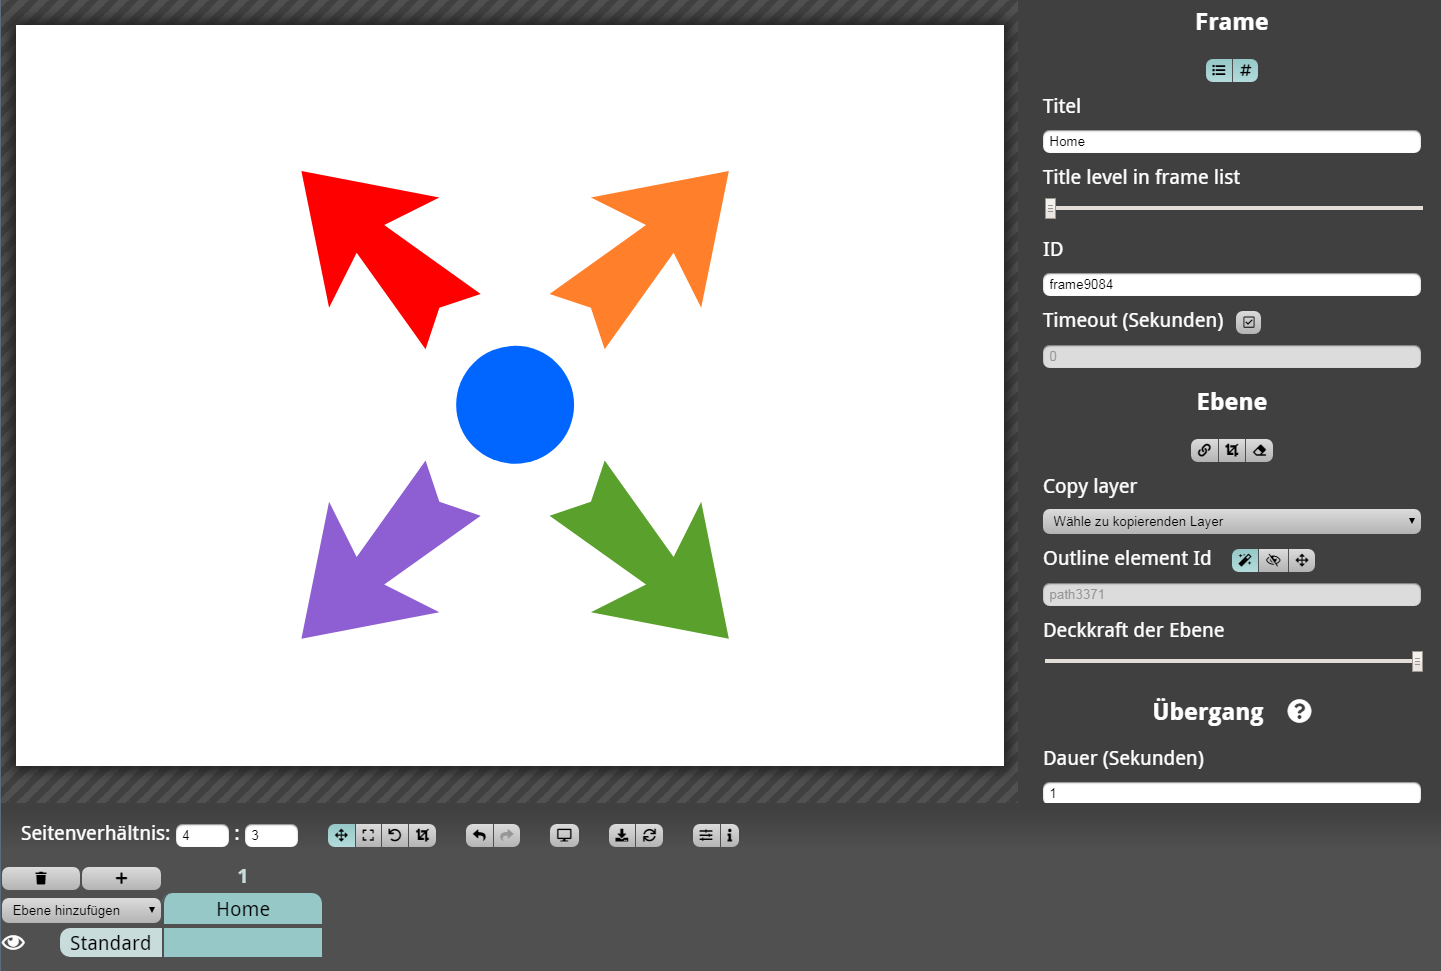 Frame
Titel
Home
Title level in frame list
ID
frame9084
Timeout (Sekunden)
0
Ebene
Copy layer
Wähle zu kopierenden Layer
Outline element Id
path3371
Deckkraft der Ebene
Übergang
Dauer (Sekunden)
1
Seitenverhältnis: 4 : 3
1
Ebene hinzufügen
Home
Standard